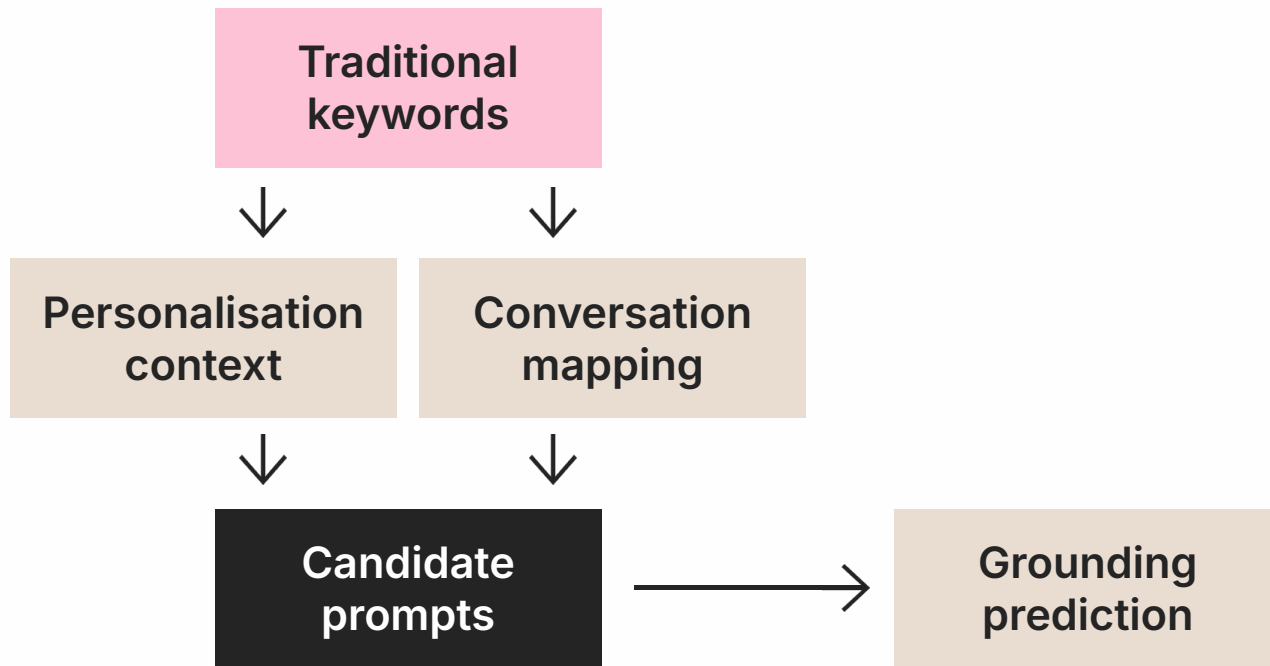 Traditional
keywords
Personalisation
context
Conversation
mapping
Candidate
prompts
Grounding
prediction